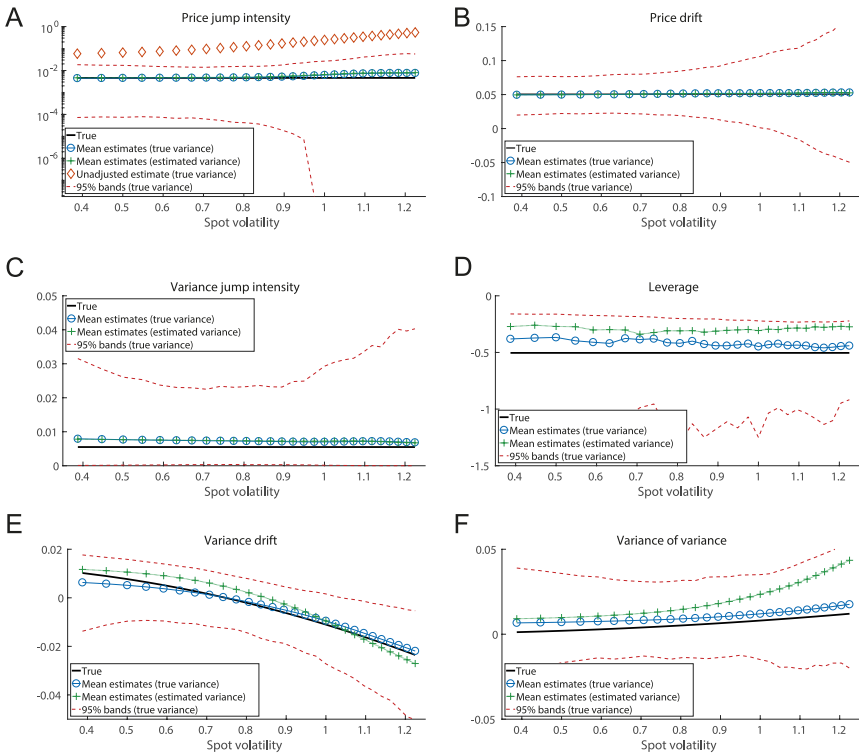 A
Price jump intensity
10^0
10^-2
10^-4
10^-6
True
Mean estimates (true variance)
Mean estimates (estimated variance)
Unadjusted estimate (true variance)
95% bands (true variance)
0.4 0.5 0.6 0.7 0.8 0.9 1 1.1 1.2
Spot volatility
B
Price drift
0.15
0.1
0.05
0
-0.05
-0.1
True
Mean estimates (true variance)
Mean estimates (estimated variance)
95% bands (true variance)
0.4 0.5 0.6 0.7 0.8 0.9 1 1.1 1.2
Spot volatility
C
Variance jump intensity
0.05
0.04
0.03
0.02
0.01
0
True
Mean estimates (true variance)
Mean estimates (estimated variance)
95% bands (true variance)
0.4 0.5 0.6 0.7 0.8 0.9 1 1.1 1.2
Spot volatility
D
Leverage
0
-0.5
-1
-1.5
True
Mean estimates (true variance)
Mean estimates (estimated variance)
95% bands (true variance)
0.4 0.5 0.6 0.7 0.8 0.9 1 1.1 1.2
Spot volatility
E
Variance drift
0.02
0
-0.02
-0.04
True
Mean estimates (true variance)
Mean estimates (estimated variance)
95% bands (true variance)
0.4 0.5 0.6 0.7 0.8 0.9 1 1.1 1.2
Spot volatility
F
Variance of variance
0.05
0
-0.05
True
Mean estimates (true variance)
Mean estimates (estimated variance)
95% bands (true variance)
0.4 0.5 0.6 0.7 0.8 0.9 1 1.1 1.2
Spot volatility